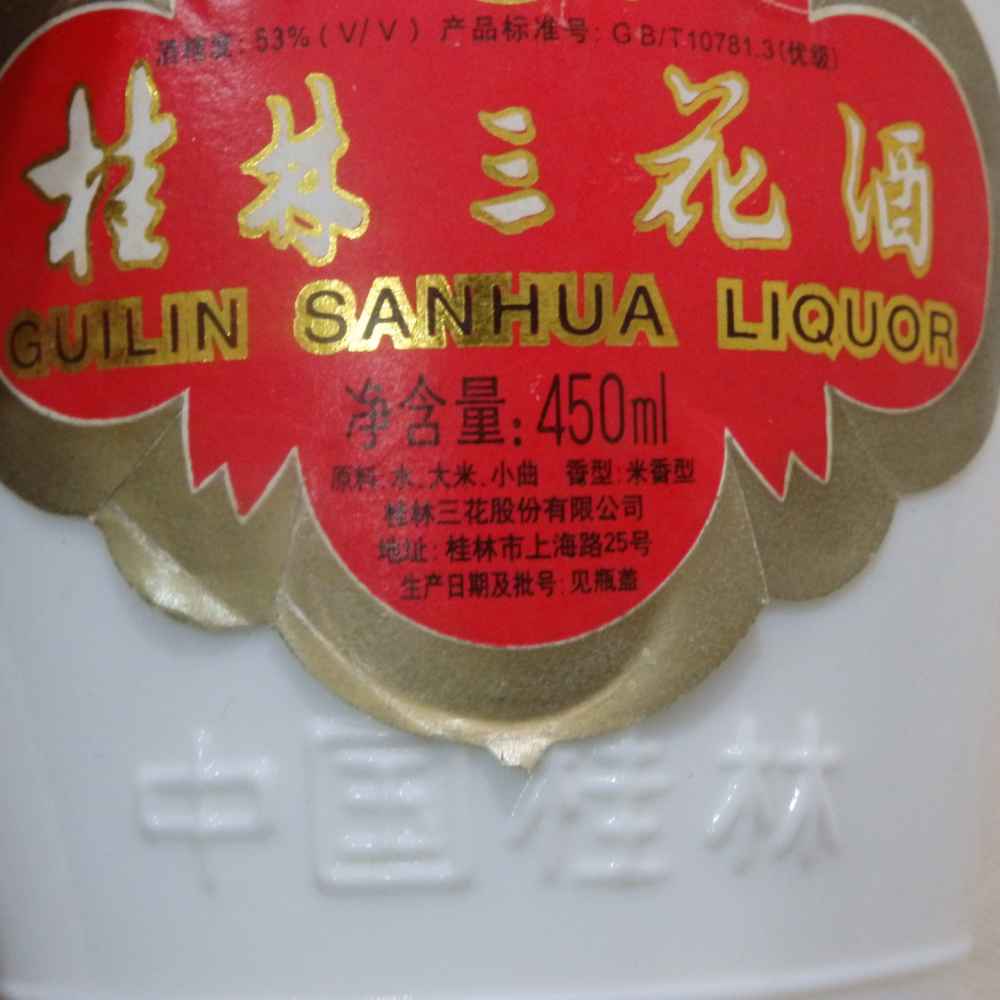 酒精度: 53%(V/V) 产品标准号: GB/T10781.3(优级)
桂林三花酒
GUILIN SANHUA LIQUOR
净含量: 450ml
原料: 水、大米、小曲 香型: 米香型
桂林三花股份有限公司
地址: 桂林市上海路25号
生产日期及批号: 见瓶盖
中国桂林